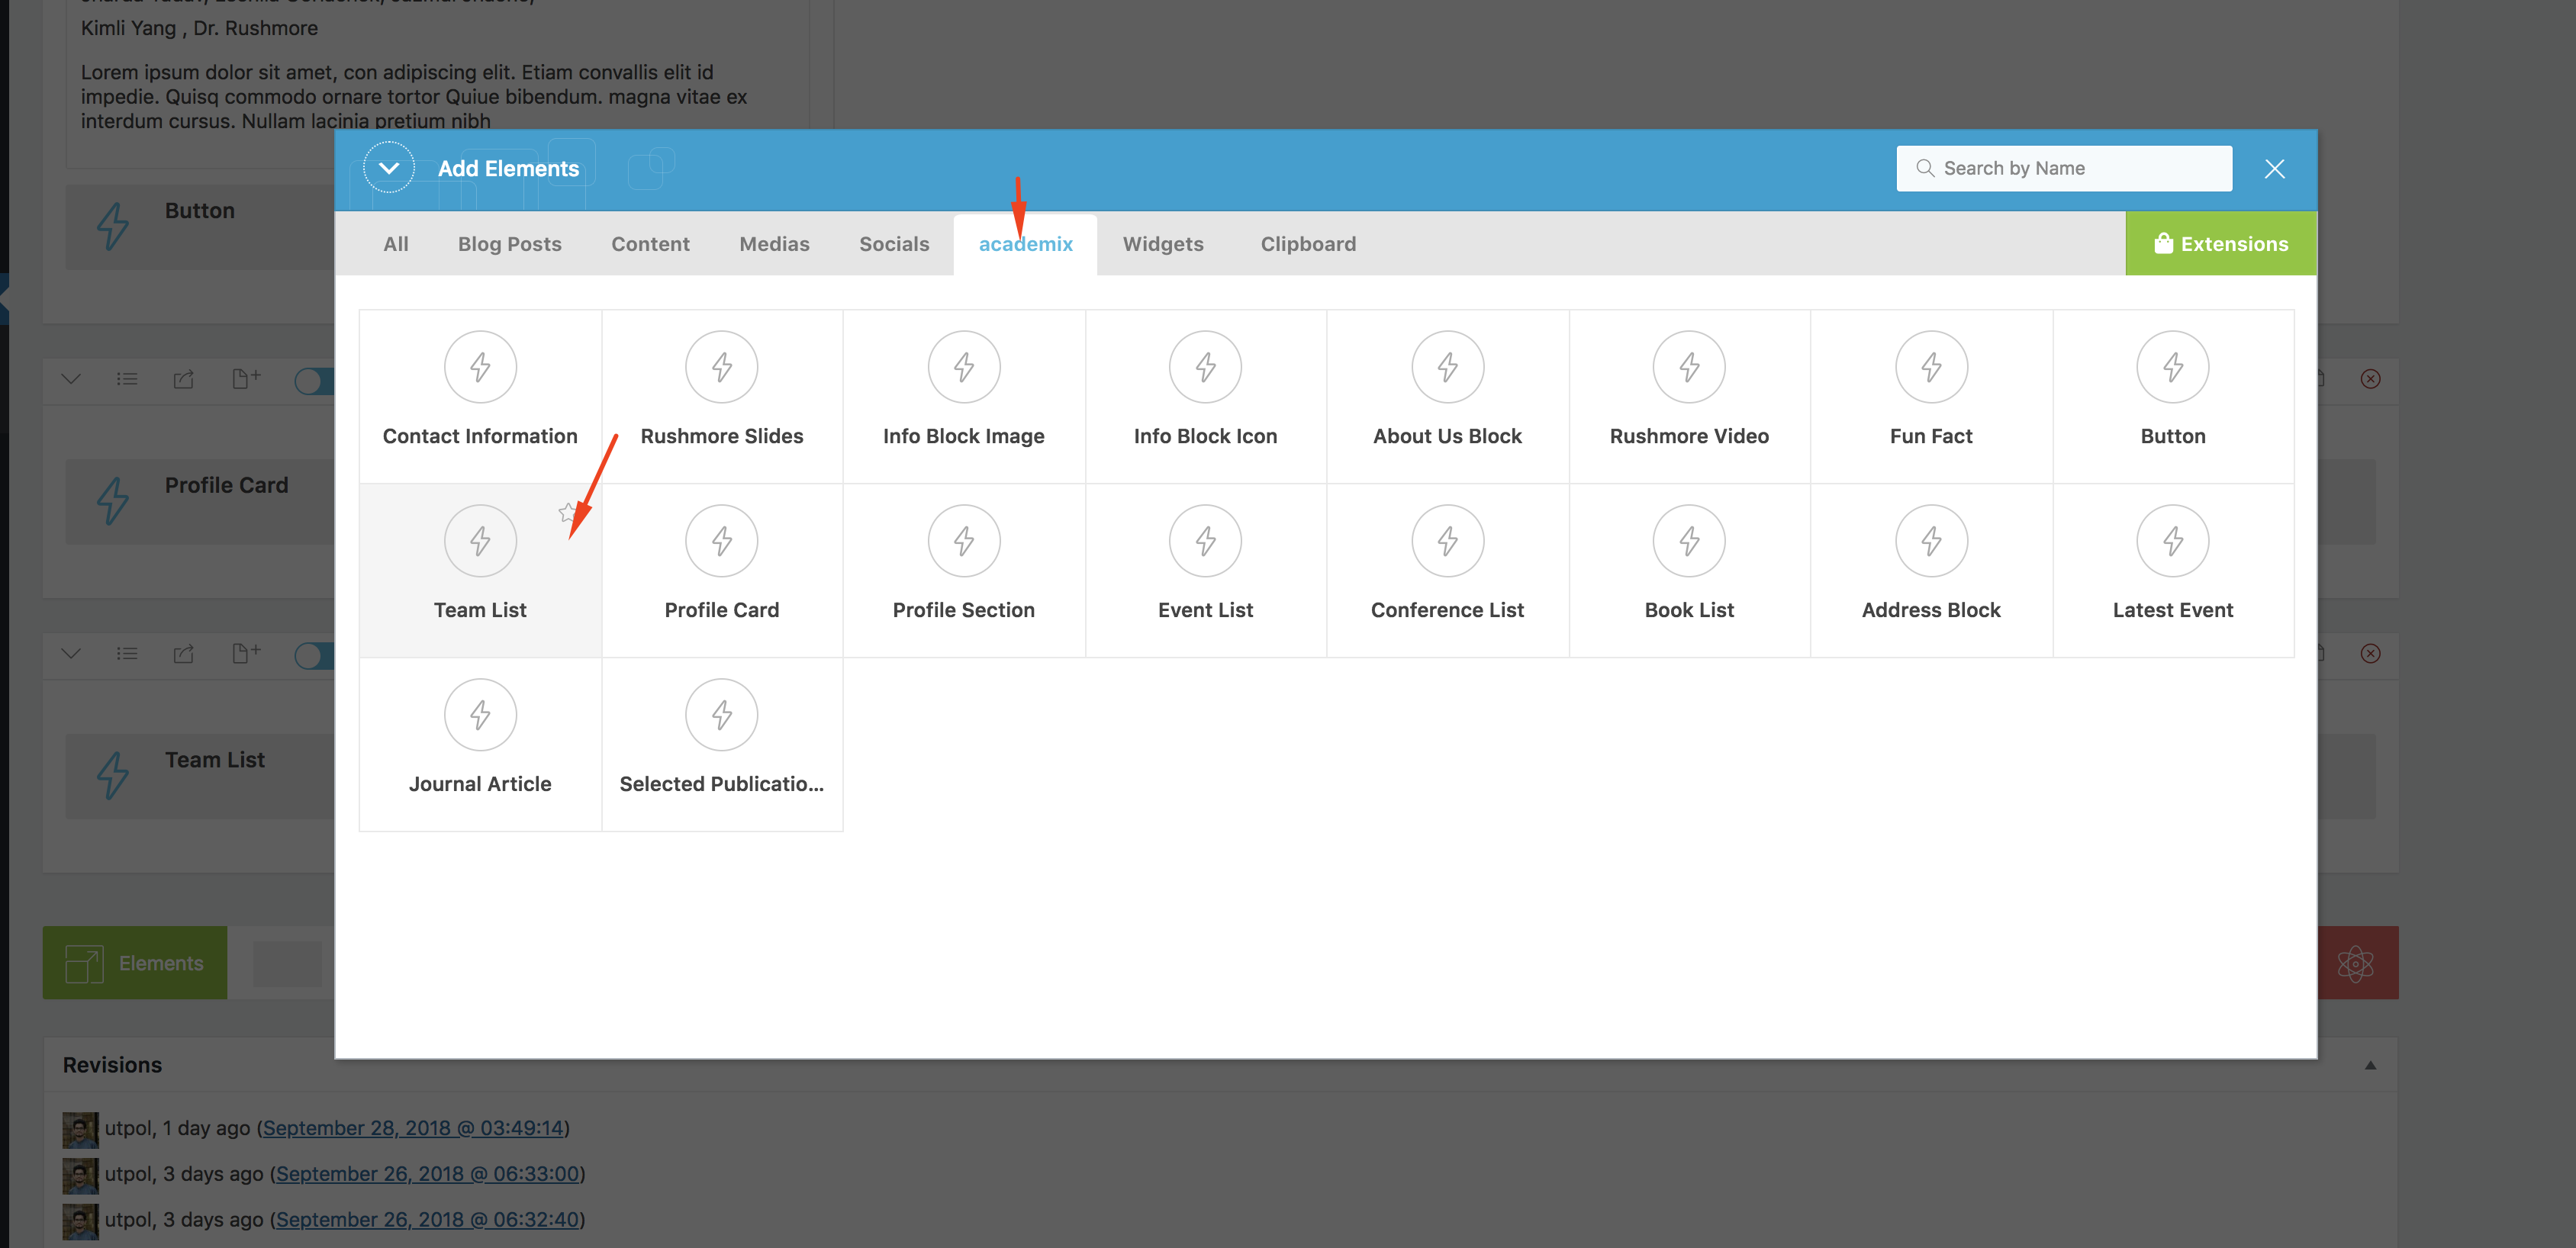 Kimli Yang , Dr. Rushmore
Lorem ipsum dolor sit amet, con adipiscing elit. Etiam convallis elit id
impedie. Quisq commodo ornare tortor Quiue bibendum. magna vitae ex
interdum cursus. Nullam lacinia pretium nibh
Add Elements
Search by Name
Button
All
Blog Posts
Content
Medias
Socials
academix
Widgets
Clipboard
Extensions
Contact Information
Rushmore Slides
Info Block Image
Info Block Icon
About Us Block
Rushmore Video
Fun Fact
Button
Profile Card
Team List
Profile Card
Profile Section
Event List
Conference List
Book List
Address Block
Latest Event
Team List
Journal Article
Selected Publicatio...
Elements
Revisions
utpol, 1 day ago (September 28, 2018 @ 03:49:14)
utpol, 3 days ago (September 26, 2018 @ 06:33:00)
utpol, 3 days ago (September 26, 2018 @ 06:32:40)